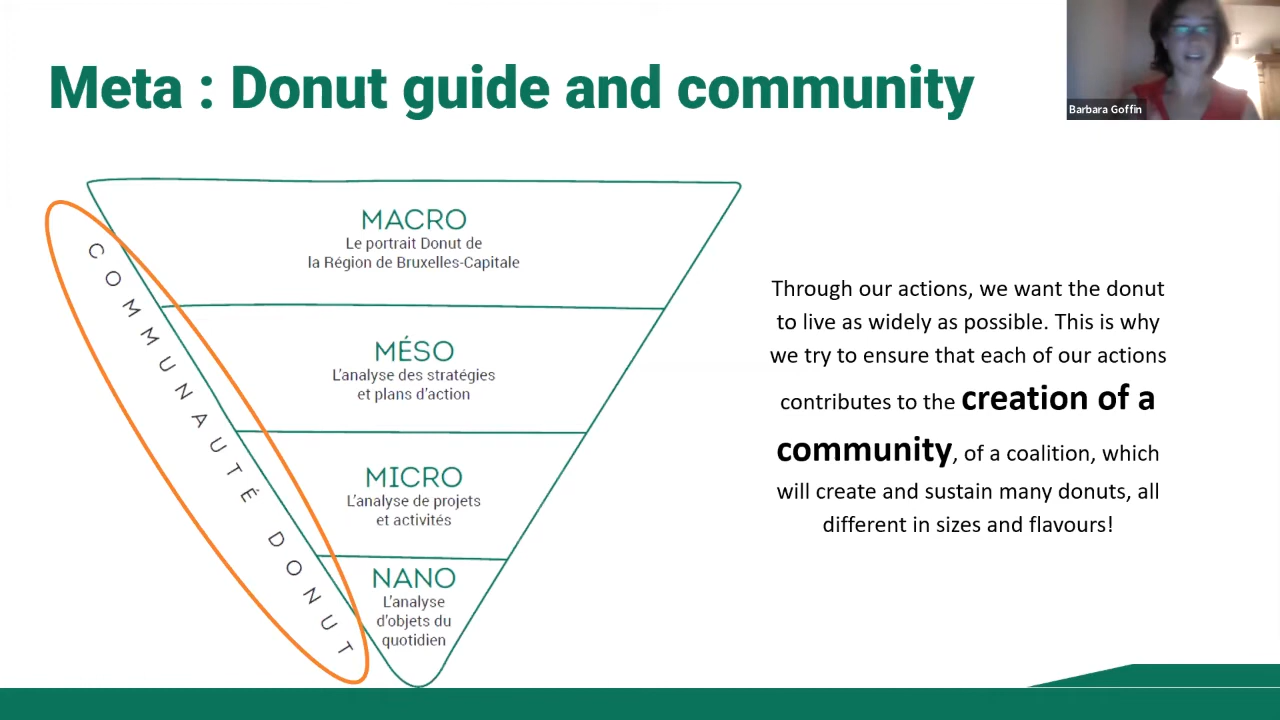 Meta : Donut guide and community
Barbara Goffin
COMMUNAUTÉ DONUT
MACRO
Le portrait Donut de
la Région de Bruxelles-Capitale
MÉSO
L'analyse des stratégies
et plans d'action
MICRO
L'analyse de projets
et activités
NANO
L'analyse
d'objets du
quotidien
Through our actions, we want the donut
to live as widely as possible. This is why
we try to ensure that each of our actions
contributes to the creation of a
community, of a coalition, which
will create and sustain many donuts, all
different in sizes and flavours!